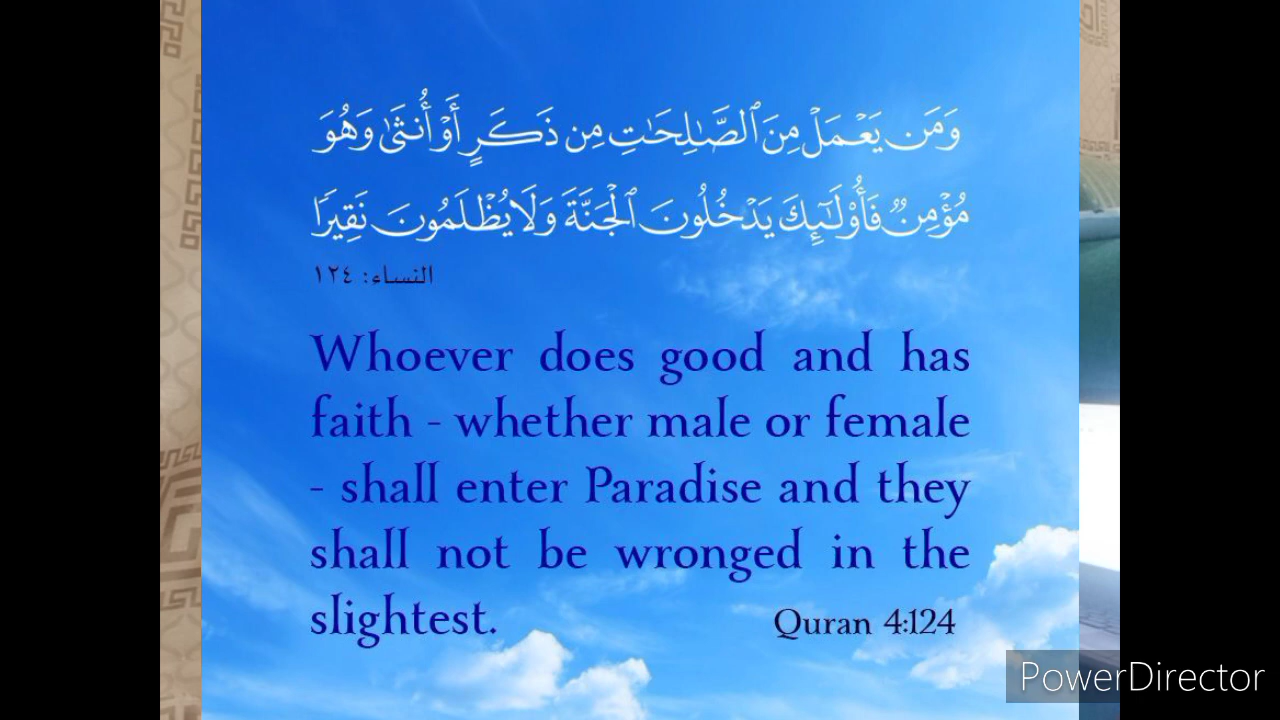 وَمَن يَعْمَلْ مِنَ ٱلصَّـٰلِحَـٰتِ مِن ذَكَرٍ أَوْ أُنثَىٰ وَهُوَ
مُؤْمِنٌ فَأُو۟لَـٰٓئِكَ يَدْخُلُونَ ٱلْجَنَّةَ وَلَا يُظْلَمُونَ نَقِيرًا
النساء: ١٢٤
Whoever does good and has
faith - whether male or female
- shall enter Paradise and they
shall not be wronged in the
slightest.
Quran 4:124
PowerDirector